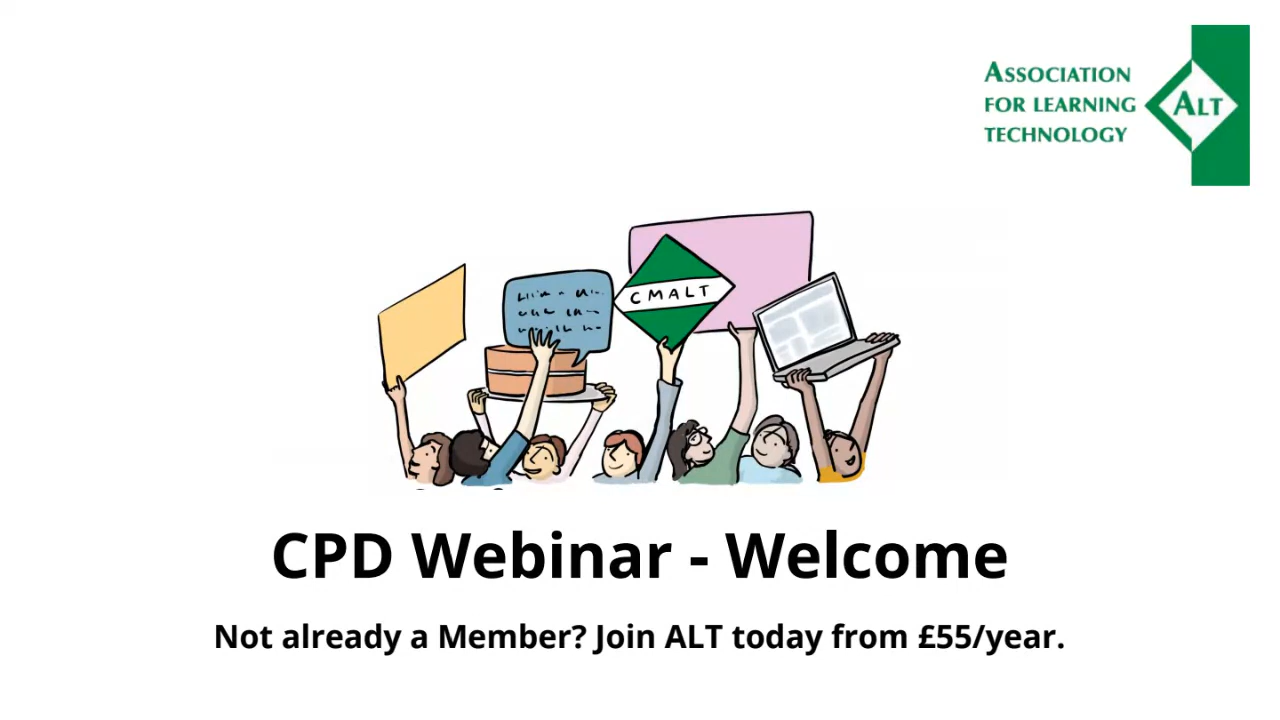 ASSOCIATION
FOR LEARNING
TECHNOLOGY
ALT
CMALT
CPD Webinar - Welcome
Not already a Member? Join ALT today from £55/year.